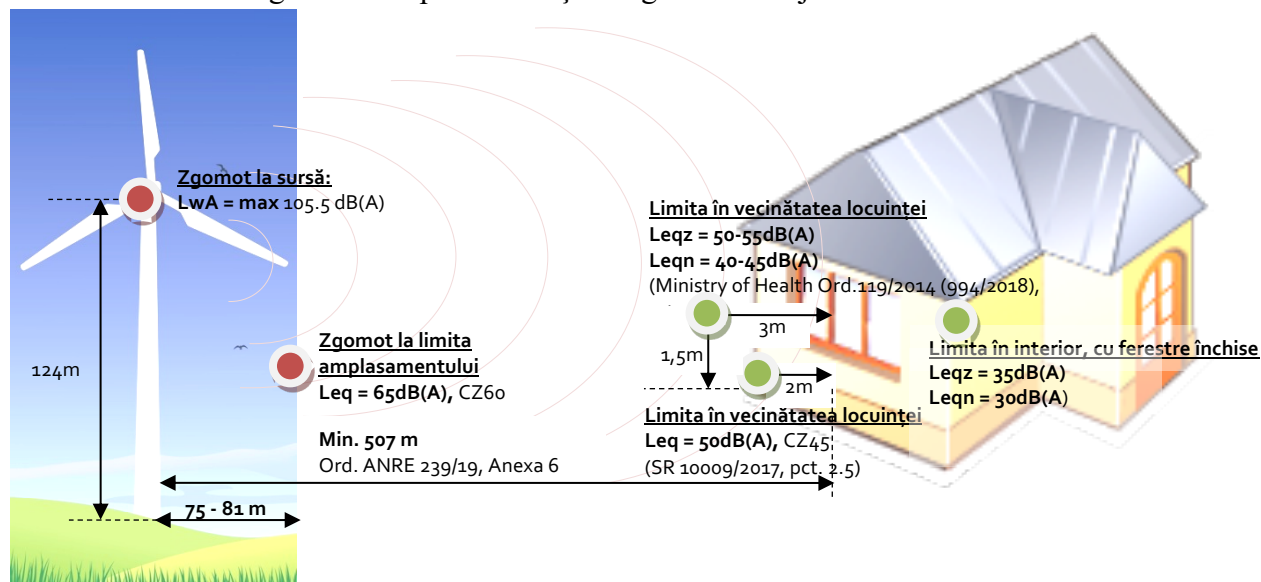 Zgomot la sursă:
LwA = max 105.5 dB(A)
Limita în vecinătatea locuinței
Leqz = 50-55dB(A)
Leqn = 40-45dB(A)
(Ministry of Health Ord.119/2014 (994/2018),
3m
1,5m
2m
Limita în interior, cu ferestre închise
Leqz = 35dB(A)
Leqn = 30dB(A)
Zgomot la limita
amplasamentului
Leq = 65dB(A), CZ60
124m
Limita în vecinătatea locuinței
Leq = 50dB(A), CZ45
(SR 10009/2017, pct. 2.5)
Min. 507 m
Ord. ANRE 239/19, Anexa 6
75 - 81 m